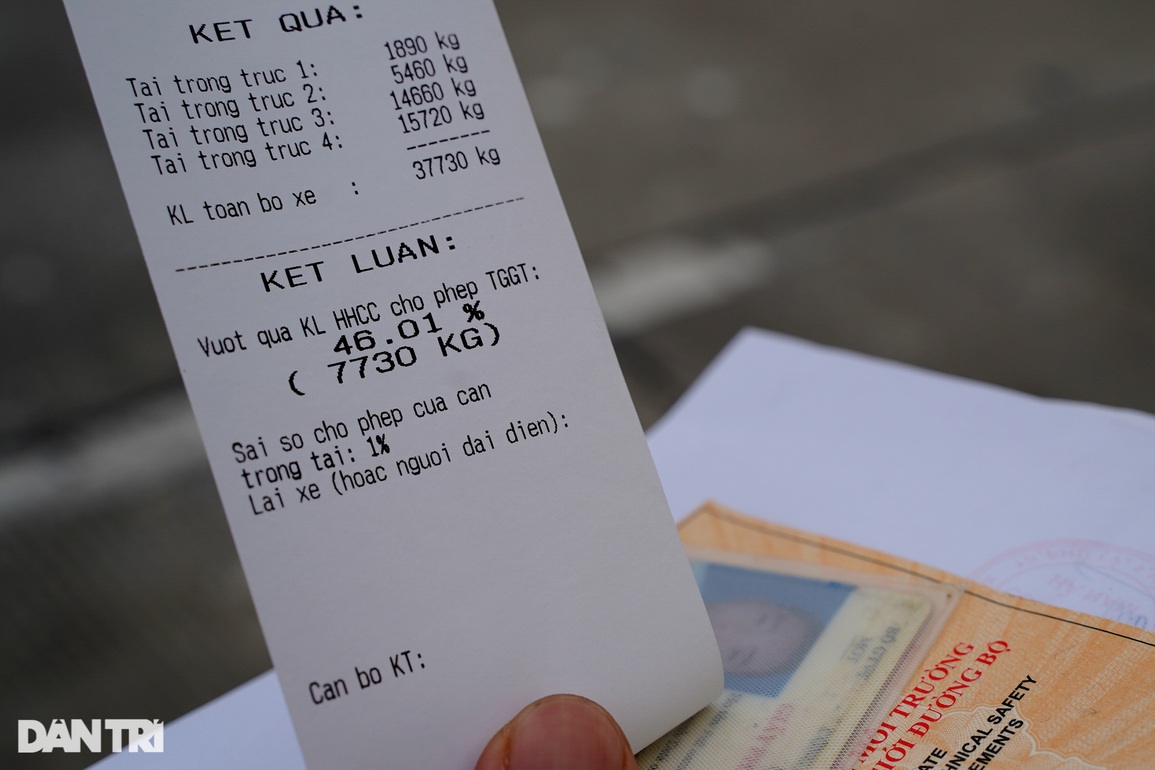 KET QUA:
Tai trong truc 1: 1890 kg
Tai trong truc 2: 5460 kg
Tai trong truc 3: 14660 kg
Tai trong truc 4: 15720 kg
KL toan bo xe : 37730 kg
KET LUAN:
Vuot qua KL HHCC cho phep TGGT:
46.01 %
( 7730 KG)
Sai so cho phep cua can
trong tai: 1%
Lai xe (hoac nguoi dai dien):
Can bo KT:
MÔI TRƯỜNG
GIỚI ĐƯỜNG BỘ
SAFETY
DÂN TRÍ